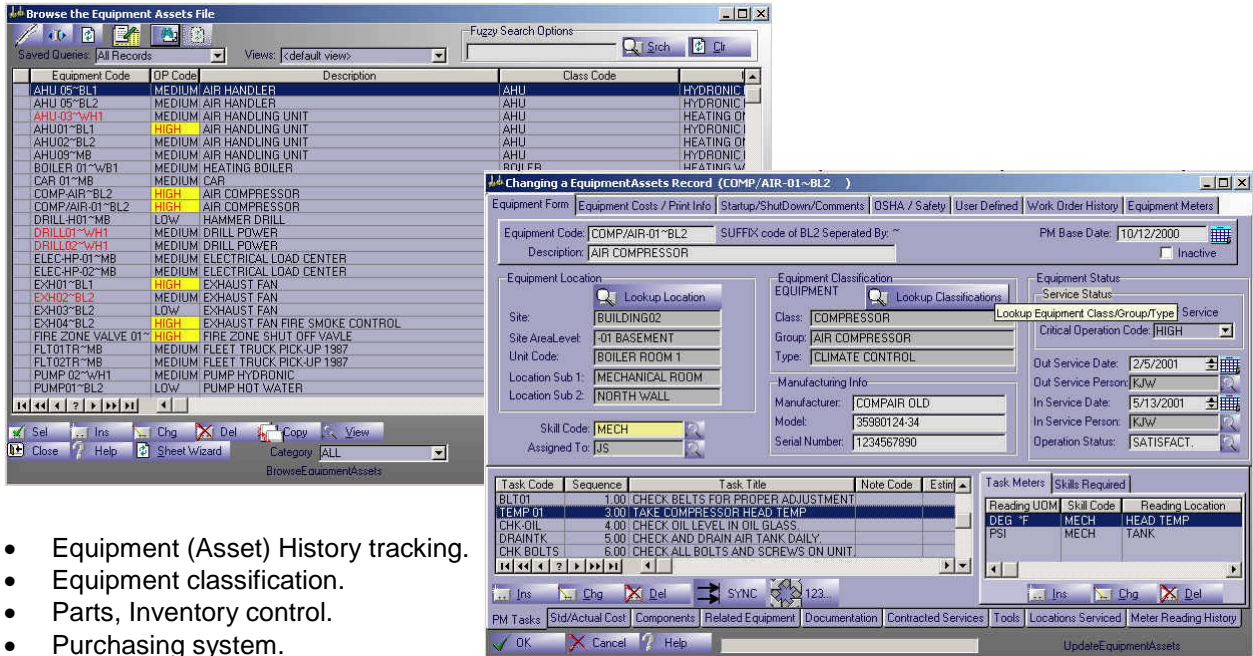 Browse the Equipment Assets File
Fuzzy Search Options
Srch Clr
Saved Queries: All Records Views: <default view>
Equipment Code OP Code Description Class Code
AHU 05~BL1 MEDIUM AIR HANDLER AHU HYDRONIC
AHU 05~BL2 MEDIUM AIR HANDLER AHU HYDRONIC
AHU-03~WH1 MEDIUM AIR HANDLING UNIT AHU HEATING
AHU01~BL1 HIGH AIR HANDLING UNIT AHU HYDRONIC
AHU02~BL2 MEDIUM AIR HANDLING UNIT AHU HEATING
AHU09~MB MEDIUM AIR HANDLING UNIT AHU HYDRONIC
BOILER 01~WB1 MEDIUM HEATING BOILER BOILER HEATING
CAR 01~MB MEDIUM CAR
COMP-AIR~BL2 HIGH AIR COMPRESSOR
COMP/AIR-01~BL2 HIGH AIR COMPRESSOR
DRILL-H01~MB LOW HAMMER DRILL
DRILL01~WH1 MEDIUM DRILL POWER
DRILL02~WH1 MEDIUM DRILL POWER
ELEC-HP-01~MB MEDIUM ELECTRICAL LOAD CENTER
ELEC-HP-02~MB MEDIUM ELECTRICAL LOAD CENTER
EXH01~BL1 HIGH EXHAUST FAN
EXH02~BL2 MEDIUM EXHAUST FAN
EXH03~BL2 LOW EXHAUST FAN
EXH04~BL2 HIGH EXHAUST FAN FIRE SMOKE CONTROL
FIRE ZONE VALVE 01~ HIGH FIRE ZONE SHUT OFF VAVLE
FLT01TR~MB MEDIUM FLEET TRUCK PICK-UP 1987
FLT02TR~MB MEDIUM FLEET TRUCK PICK-UP 1987
PUMP 02~WH1 MEDIUM PUMP HYDRONIC
PUMP01~BL2 LOW PUMP HOT WATER
Sel Ins Chg Del Copy View
Close Help Sheet Wizard Category ALL
BrowseEquipmentAssets
Changing a EquipmentAssets Record (COMP/AIR-01~BL2 )
Equipment Form Equipment Costs / Print Info Startup/ShutDown/Comments OSHA / Safety User Defined Work Order History Equipment Meters
Equipment Code: COMP/AIR-01~BL2 SUFFIX code of BL2 Seperated By: ~ PM Base Date: 10/12/2000
Description: AIR COMPRESSOR Inactive
Equipment Location Equipment Classification Equipment Status
Lookup Location EQUIPMENT Lookup Classifications Service Status
Lookup Equipment Class/Group/Type Service
Site: BUILDING02 Class: COMPRESSOR
Site AreaLevel: -01 BASEMENT Group: AIR COMPRESSOR Critical Operation Code: HIGH
Unit Code: BOILER ROOM 1 Type: CLIMATE CONTROL Out Service Date: 2/5/2001
Location Sub 1: MECHANICAL ROOM Manufacturing Info Out Service Person: KJW
Location Sub 2: NORTH WALL Manufacturer: COMPAIR OLD In Service Date: 5/13/2001
Skill Code: MECH Model: 35980124-34 In Service Person: KJW
Assigned To: JS Serial Number: 1234567890 Operation Status: SATISFACT.
Task Code Sequence Task Title Note Code Estim
BLT01 1.00 CHECK BELTS FOR PROPER ADJUSTMENT
TEMP 01 3.00 TAKE COMPRESSOR HEAD TEMP
CHK-OIL 4.00 CHECK OIL LEVEL IN OIL GLASS.
DRAINTK 5.00 CHECK AND DRAIN AIR TANK DAILY.
CHK BOLTS 6.00 CHECK ALL BOLTS AND SCREWS ON UNIT.
Task Meters Skills Required
Reading UOM Skill Code Reading Location
DEG °F MECH HEAD TEMP
PSI MECH TANK
Ins Chg Del SYNC 123... Ins Chg Del
PM Tasks Std/Actual Cost Components Related Equipment Documentation Contracted Services Tools Locations Serviced Meter Reading History
OK Cancel Help UpdateEquipmentAssets
• Equipment (Asset) History tracking.
• Equipment classification.
• Parts, Inventory control.
• Purchasing system.